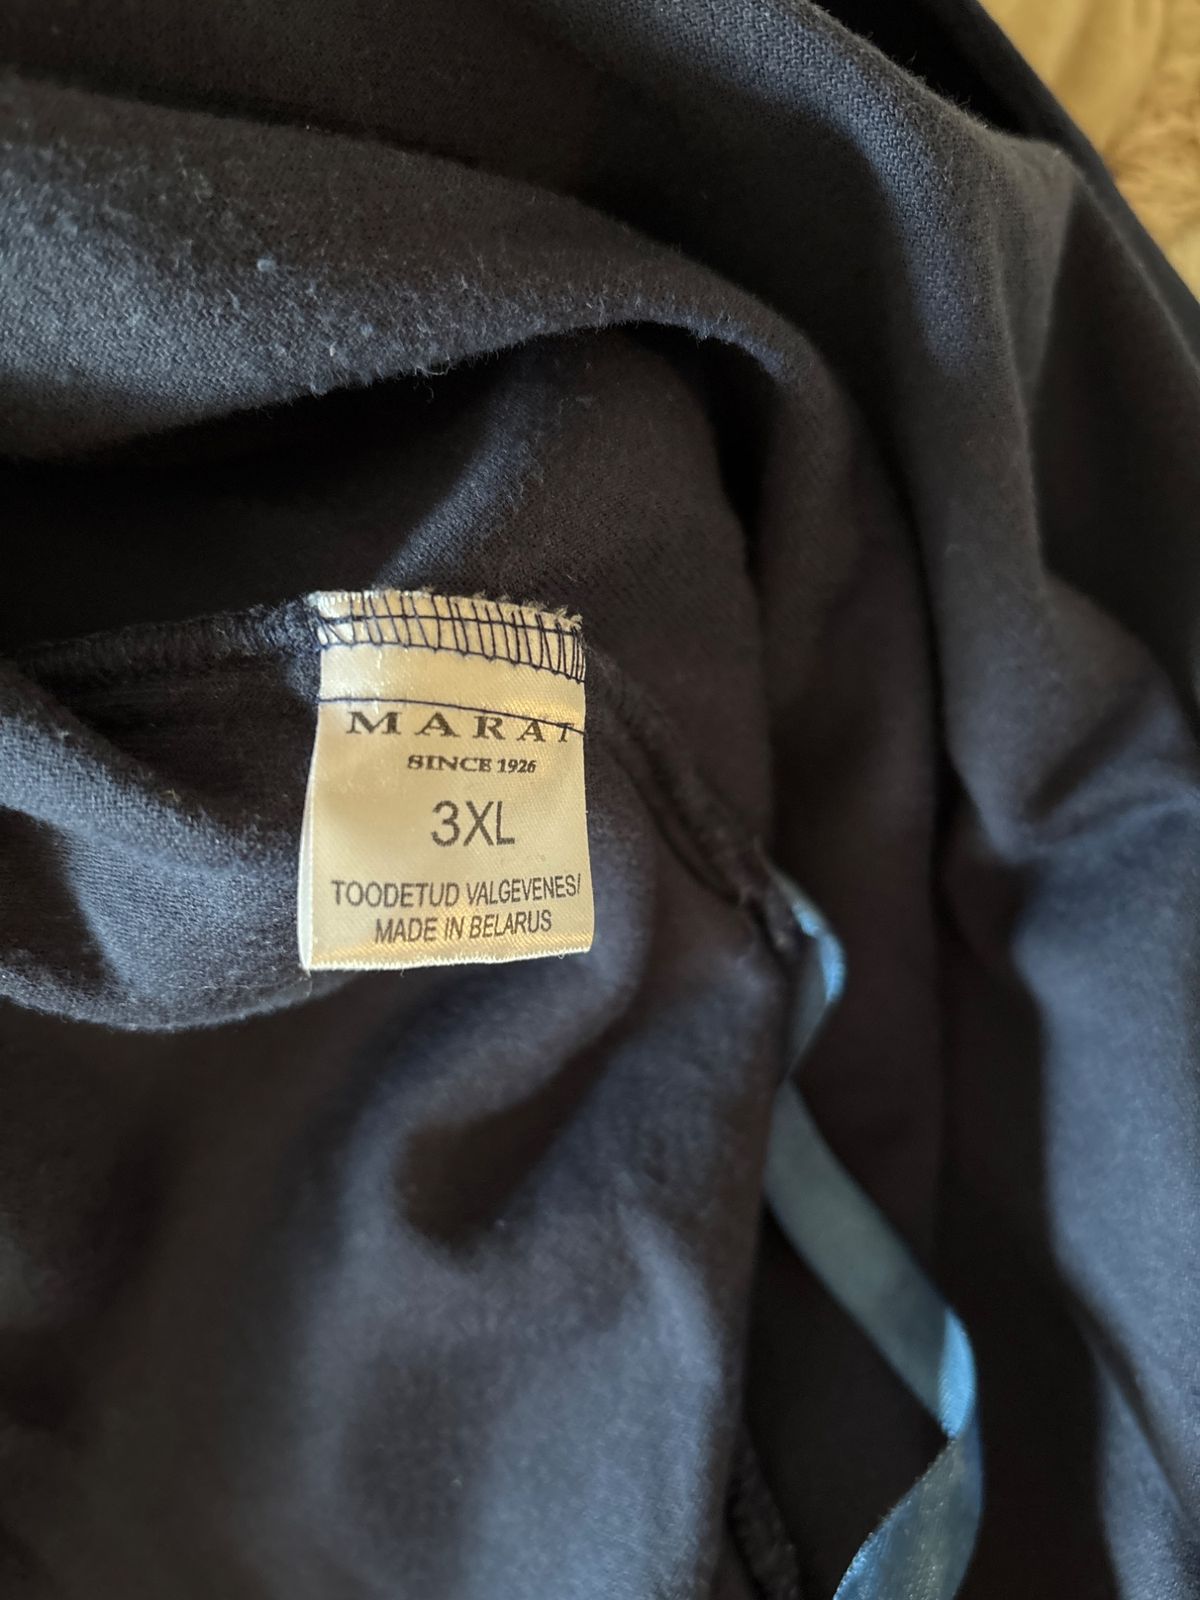 MARAT
SINCE 1926
3XL
TOODETUD VALGEVENES/
MADE IN BELARUS